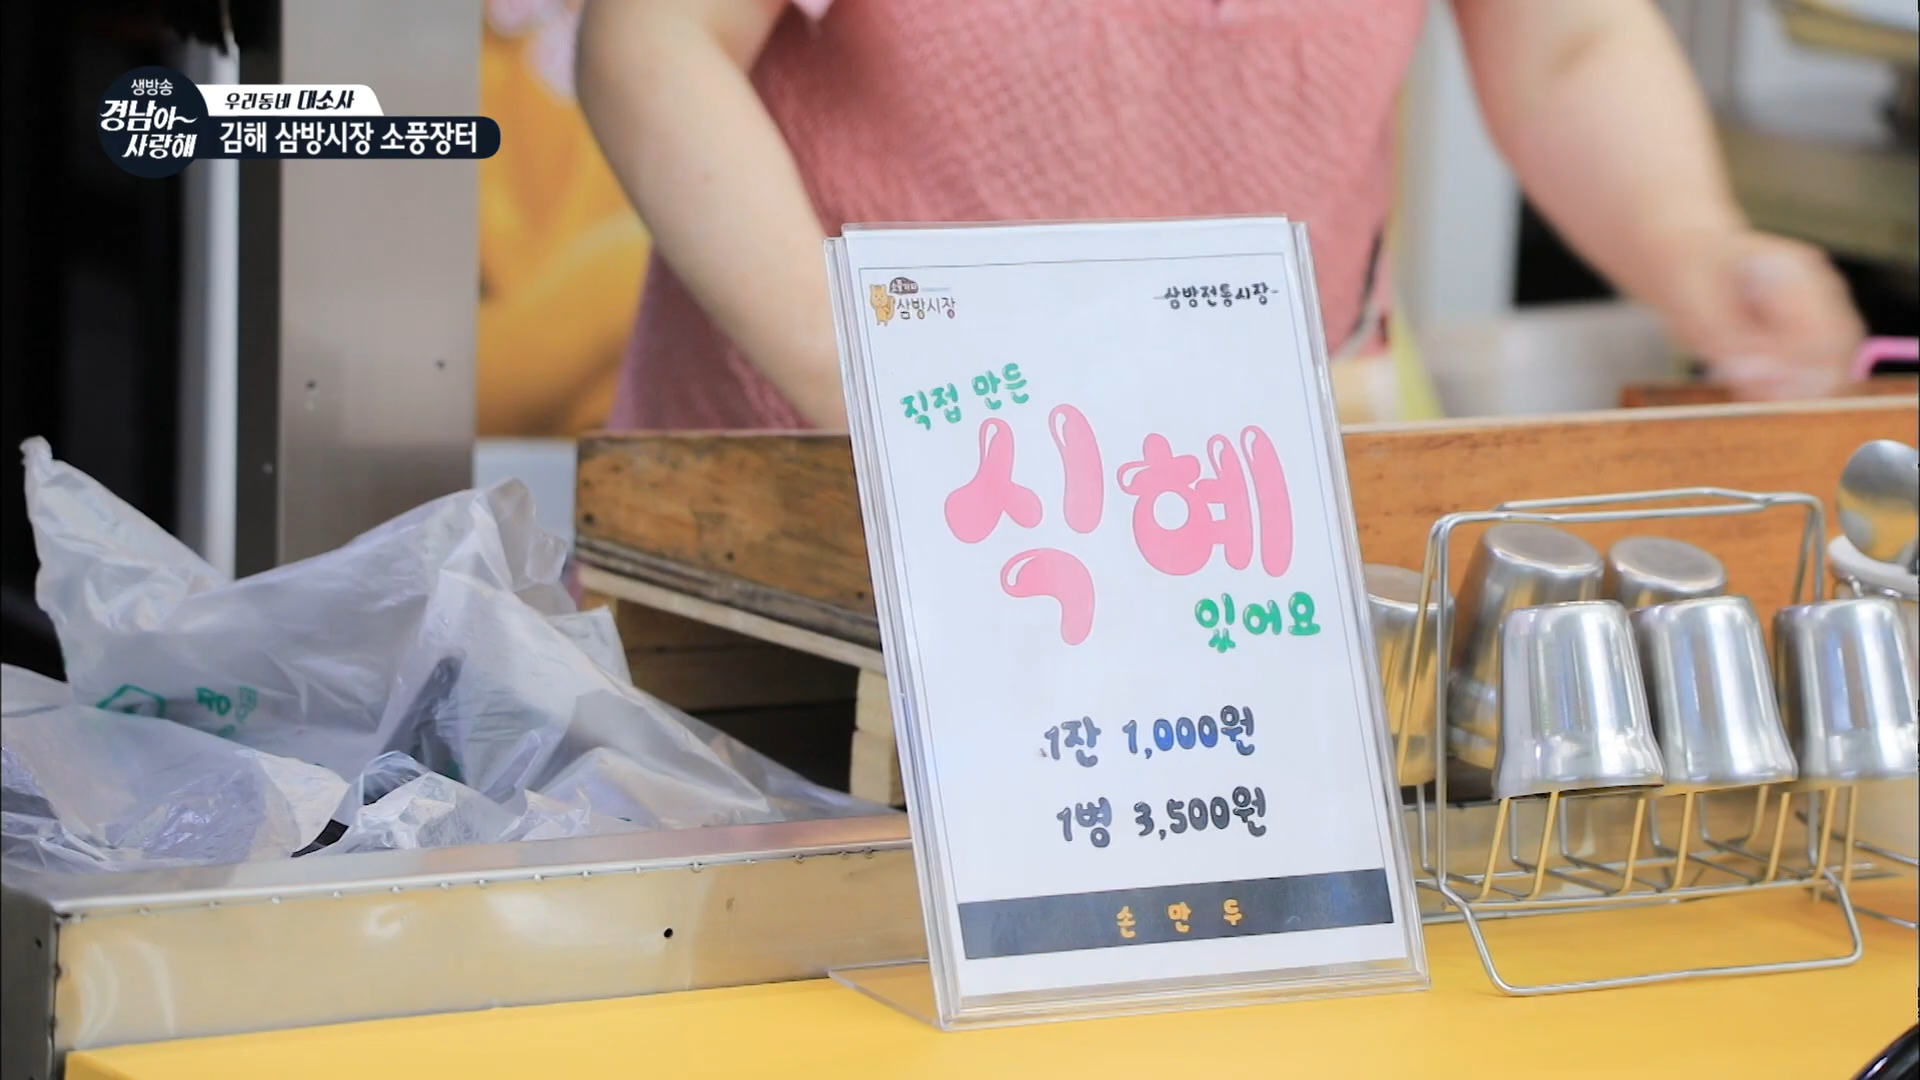 생방송
경남아~
사랑해
우리동네 대소사
김해 삼방시장 소풍장터
삼방시장
-삼방전통시장-
직접 만든
식혜
있어요
1잔 1,000원
1병 3,500원
손만두